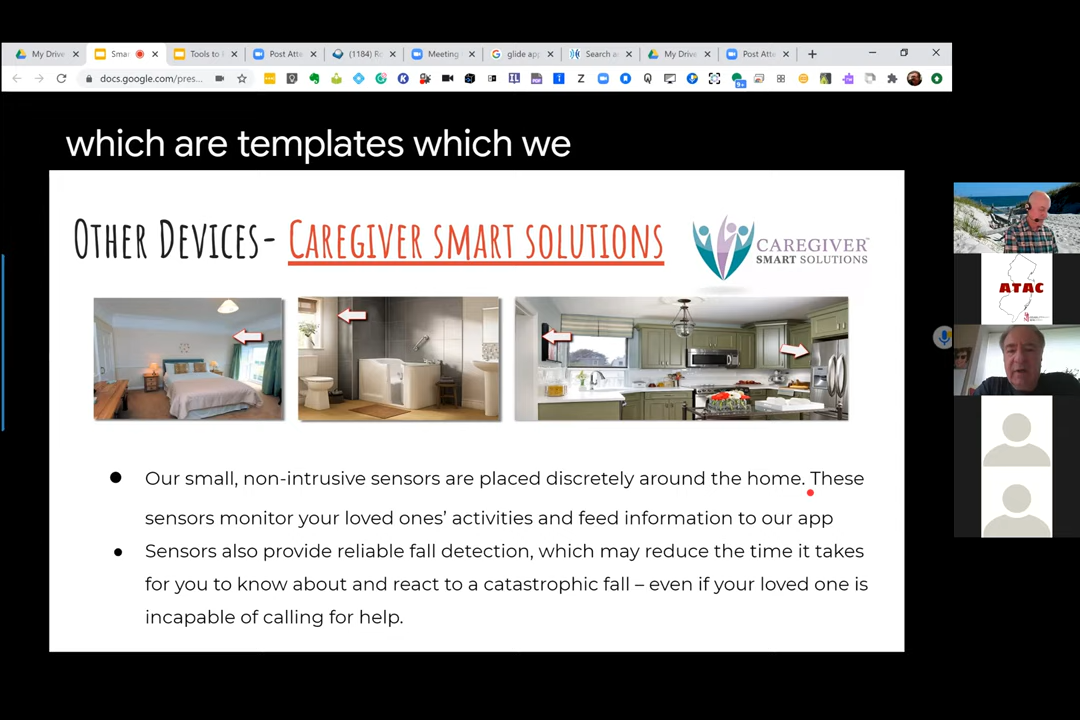 My Drive
Smar
Tools to
Post Atte
(1184) R
Meeting
glide app
Search a
My Drive
Post Atte
docs.google.com/pres...
which are templates which we
OTHER DEVICES- CAREGIVER SMART SOLUTIONS
CAREGIVER™
SMART SOLUTIONS
ATAC
● Our small, non-intrusive sensors are placed discretely around the home. These
sensors monitor your loved ones’ activities and feed information to our app
● Sensors also provide reliable fall detection, which may reduce the time it takes
for you to know about and react to a catastrophic fall – even if your loved one is
incapable of calling for help.